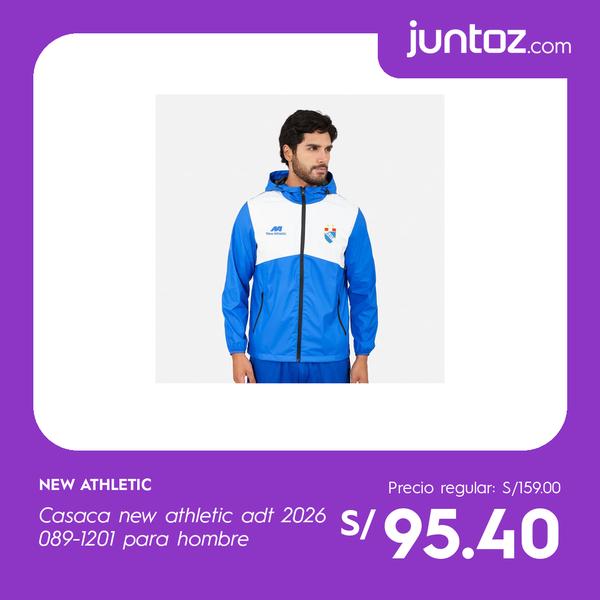 juntoz.com
New Athletic
NEW ATHLETIC
Casaca new athletic adt 2026
089-1201 para hombre
Precio regular: S/159.00
S/95.40